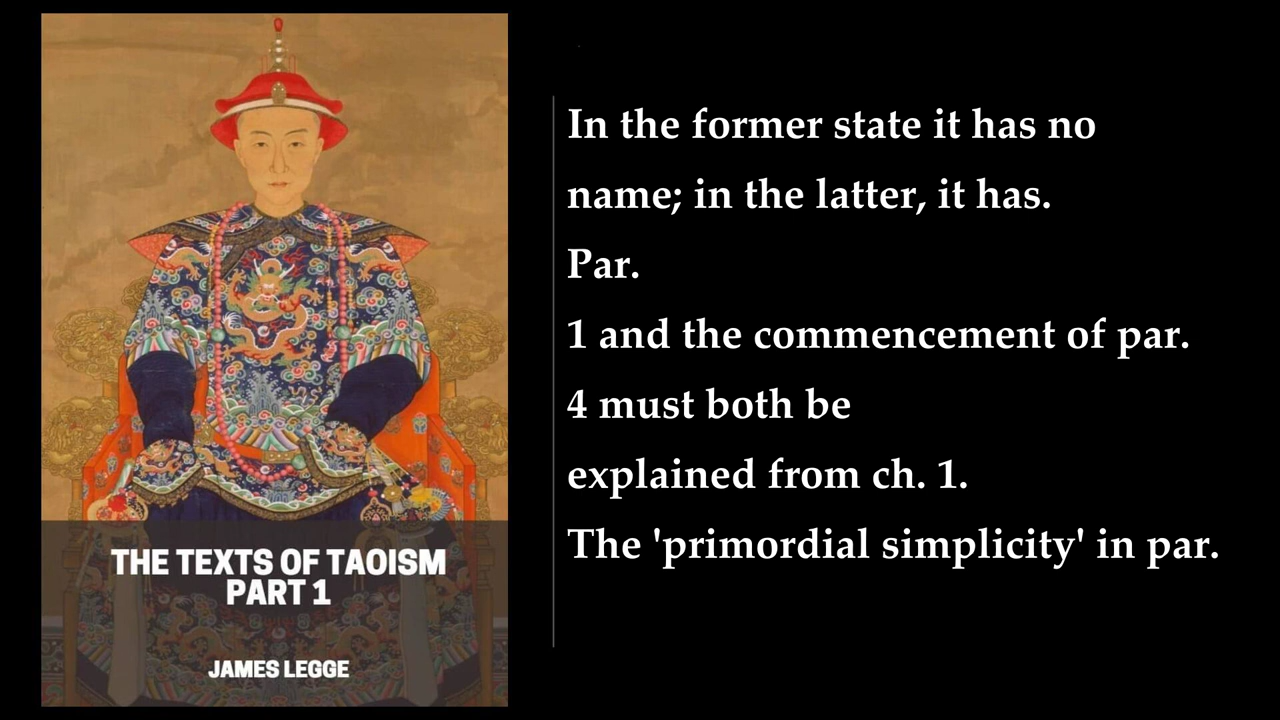 THE TEXTS OF TAOISM
PART 1
JAMES LEGGE
In the former state it has no
name; in the latter, it has.
Par.
1 and the commencement of par.
4 must both be
explained from ch. 1.
The 'primordial simplicity' in par.